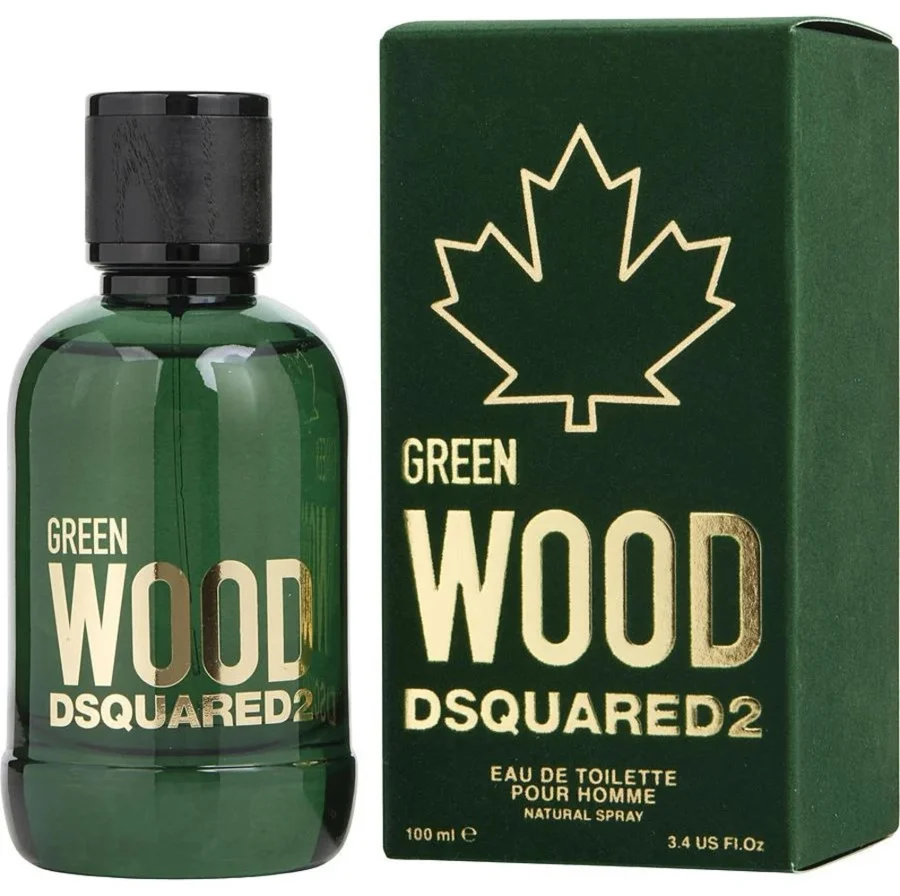 GREEN
WOOD
DSQUARED2
GREEN
WOOD
DSQUARED2
EAU DE TOILETTE
POUR HOMME
NATURAL SPRAY
100 ml ℮
3.4 US Fl.Oz